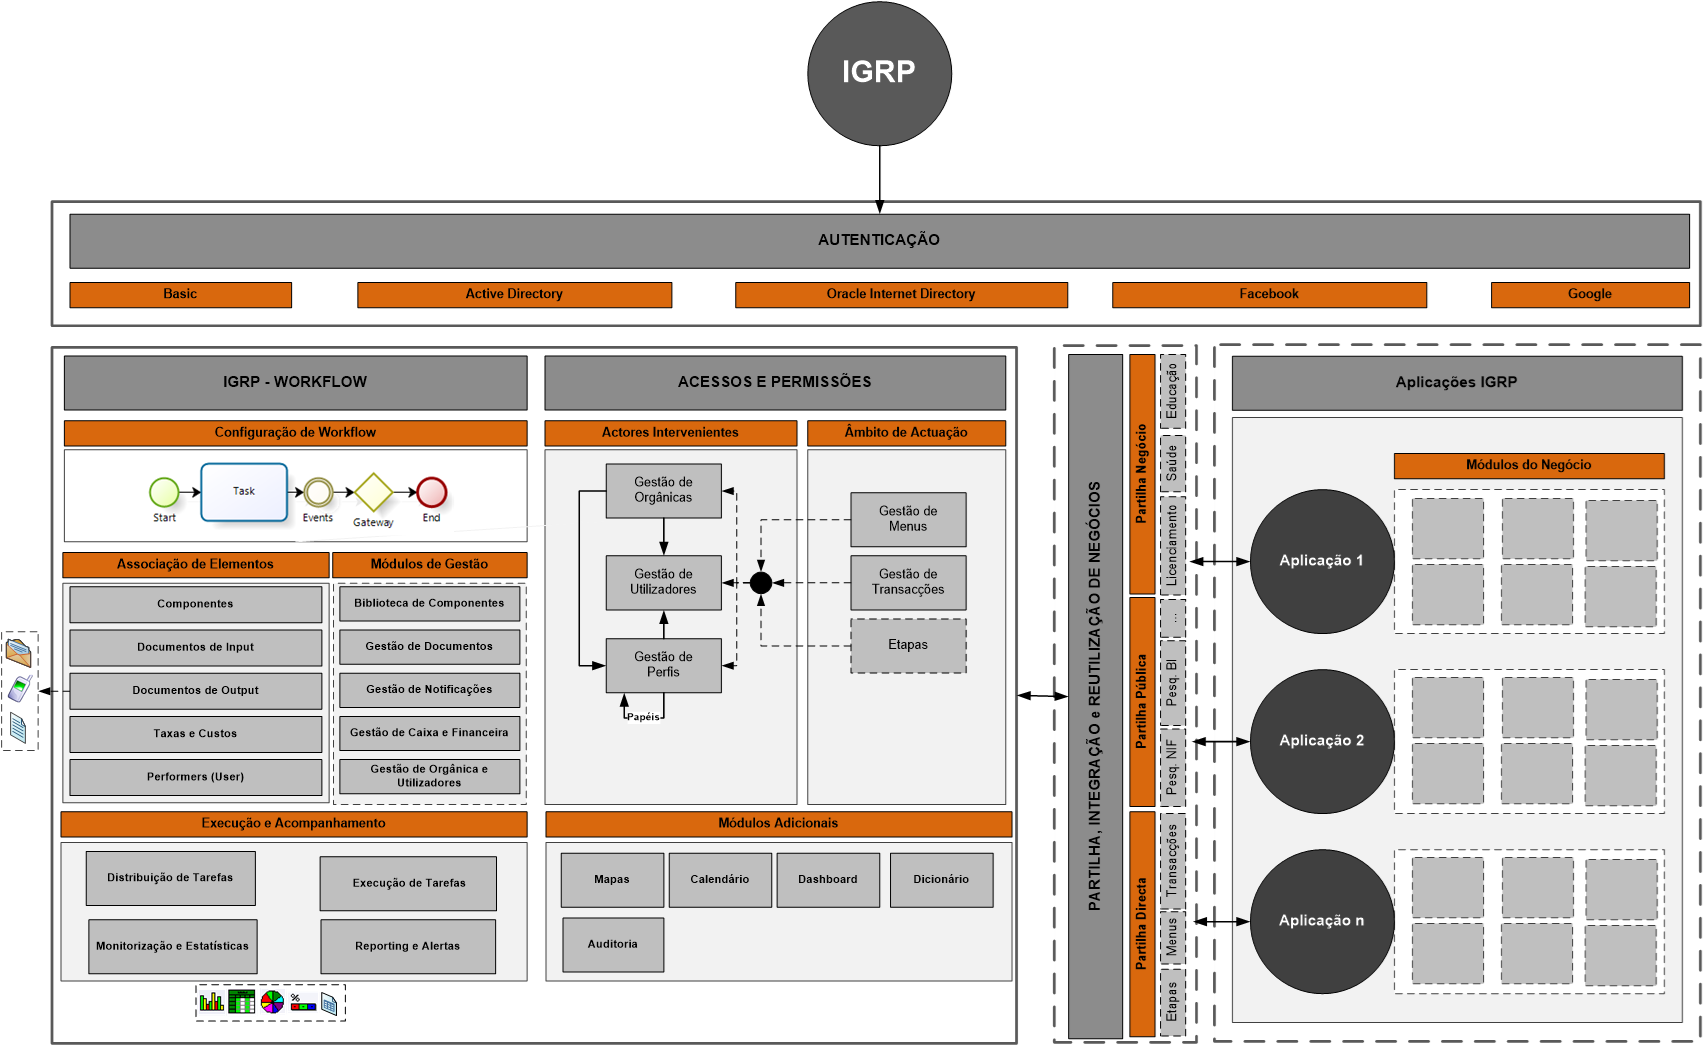 IGRP
AUTENTICAÇÃO
Basic
Active Directory
Oracle Internet Directory
Facebook
Google
IGRP - WORKFLOW
Configuração de Workflow
Start
Task
Events
Gateway
End
Associação de Elementos
Componentes
Documentos de Input
Documentos de Output
Taxas e Custos
Performers (User)
Módulos de Gestão
Biblioteca de Componentes
Gestão de Documentos
Gestão de Notificações
Gestão de Caixa e Financeira
Gestão de Orgânica e
Utilizadores
Execução e Acompanhamento
Distribuição de Tarefas
Execução de Tarefas
Monitorização e Estatísticas
Reporting e Alertas
%
ACESSOS E PERMISSÕES
Actores Intervenientes
Gestão de
Orgânicas
Gestão de
Utilizadores
Gestão de
Perfis
Papéis
Âmbito de Actuação
Gestão de
Menus
Gestão de
Transacções
Etapas
Módulos Adicionais
Mapas
Calendário
Dashboard
Dicionário
Auditoria
PARTILHA, INTEGRAÇÃO e REUTILIZAÇÃO DE NEGÓCIOS
Partilha Negócio
Educação
Saúde
Licenciamento
...
Partilha Pública
Pesq. BI
Pesq. NIF
Partilha Directa
Transacções
Menus
Etapas
Aplicações IGRP
Módulos do Negócio
Aplicação 1
Aplicação 2
Aplicação n